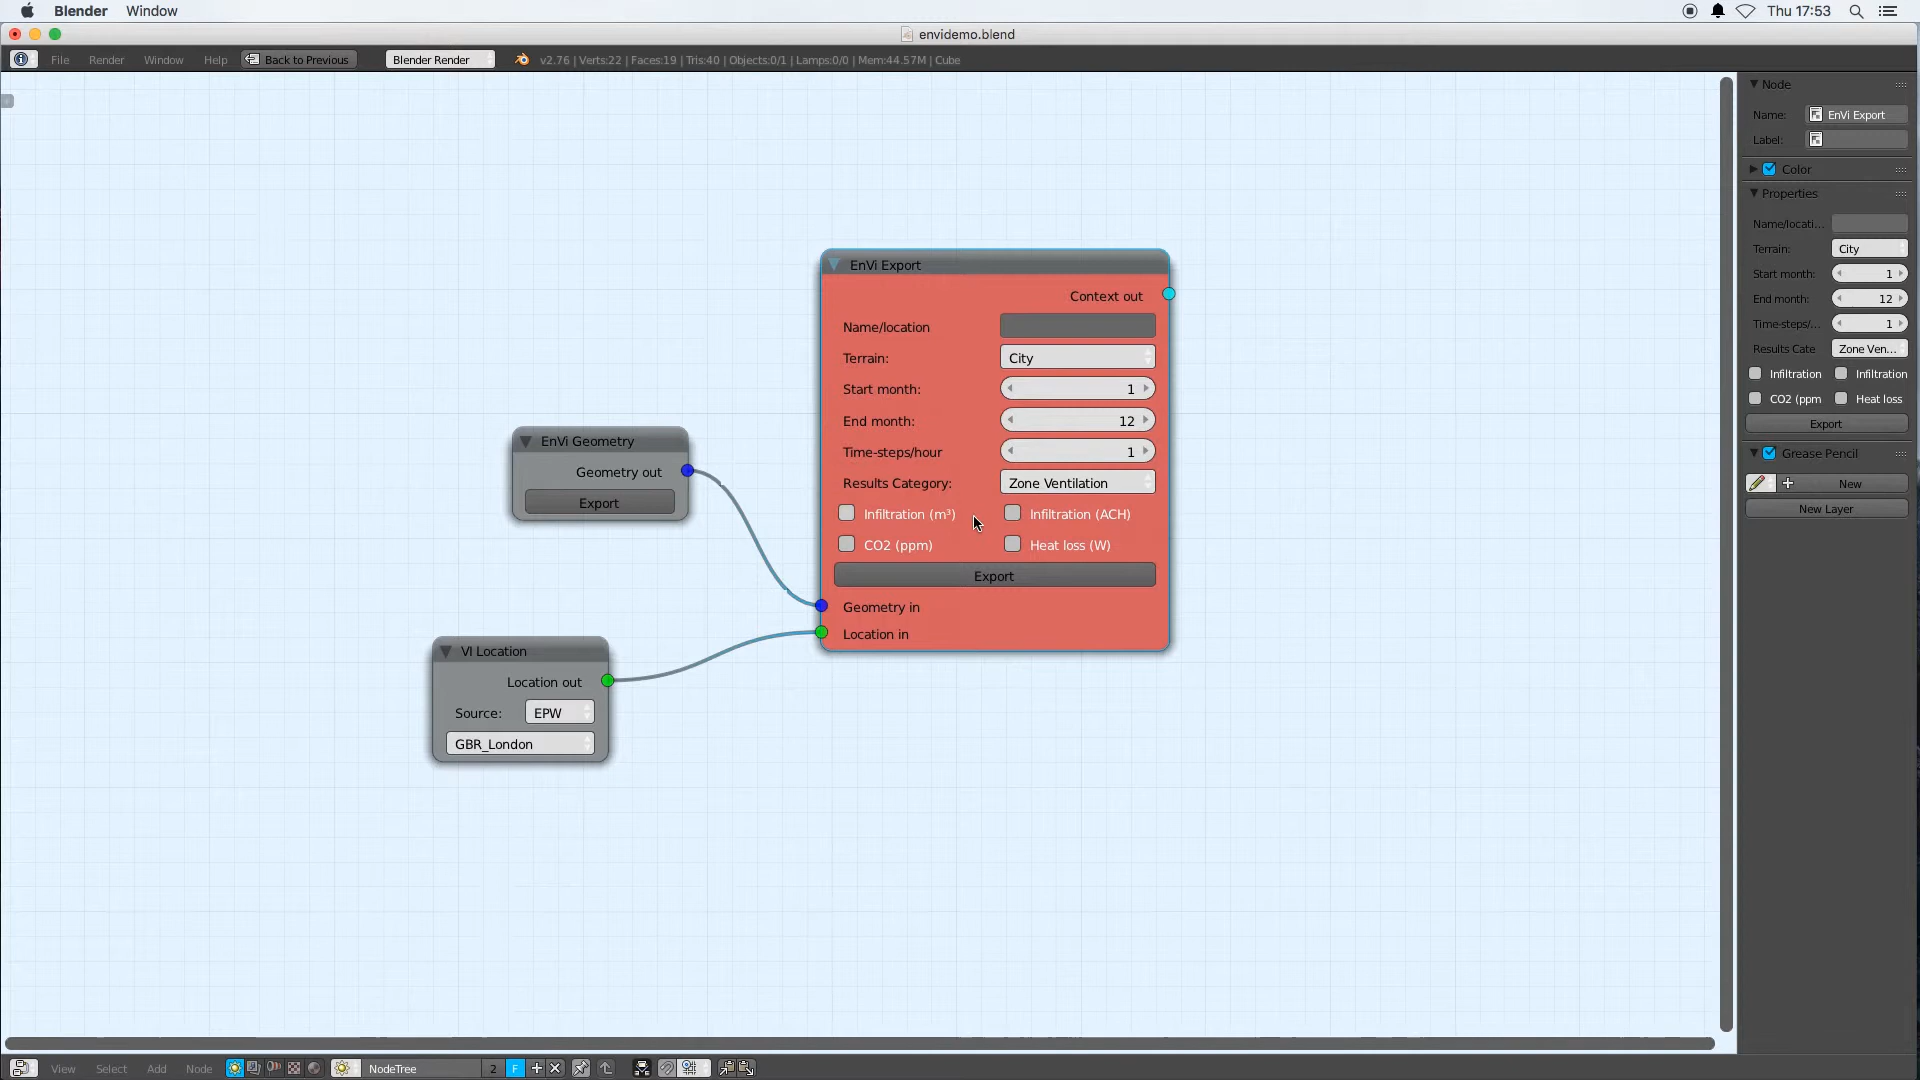 Blender Window Thu 17:53
envidemo.blend
File Render Window Help Back to Previous Blender Render v2.76 | Verts:22 | Faces:19 | Tris:40 | Objects:0/1 | Lamps:0/0 | Mem:44.57M | Cube
Node
Name: EnVi Export
Label:
Color
Properties
Name/locati...
Terrain: City
Start month: 1
End month: 12
Time-steps/... 1
Results Cate Zone Ven...
Infiltration Infiltration
CO2 (ppm Heat loss
Export
Grease Pencil
New
New Layer
EnVi Export
Context out
Name/location
Terrain: City
Start month: 1
End month: 12
Time-steps/hour 1
Results Category: Zone Ventilation
Infiltration (m³) Infiltration (ACH)
CO2 (ppm) Heat loss (W)
Export
Geometry in
Location in
EnVi Geometry
Geometry out
Export
VI Location
Location out
Source: EPW
GBR_London
View Select Add Node NodeTree 2 F